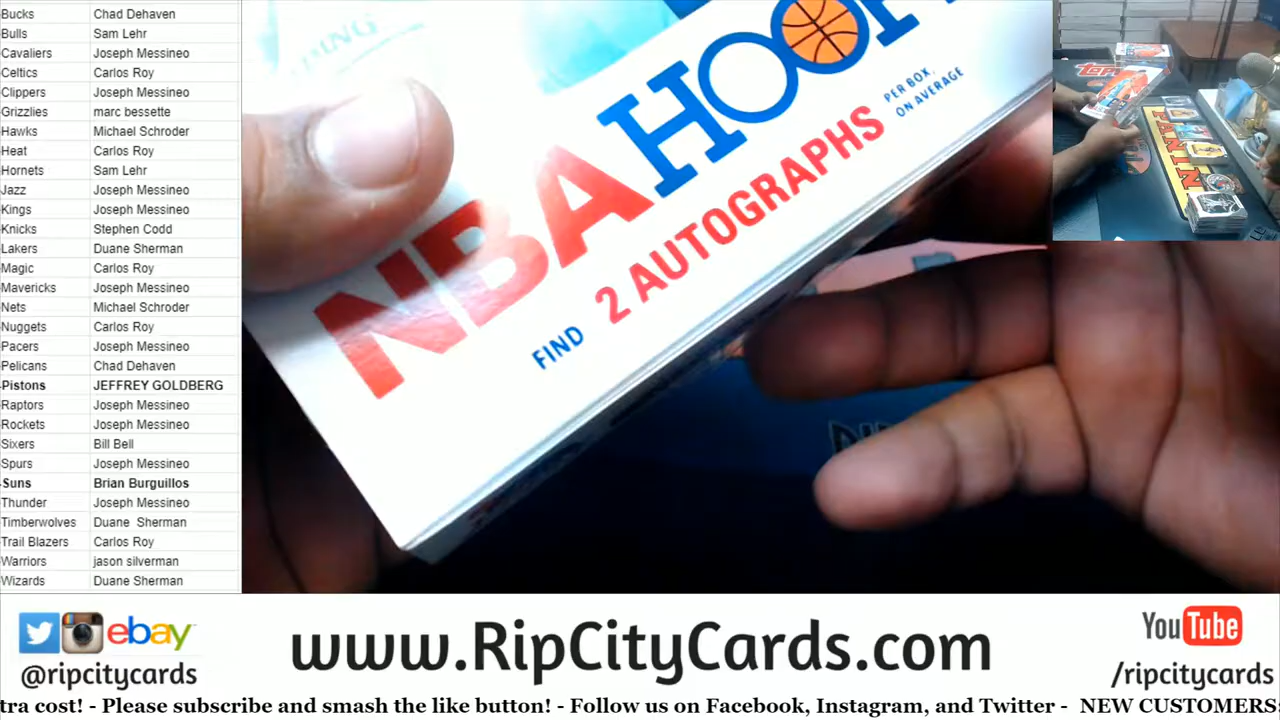 Bucks Chad Dehaven
Bulls Sam Lehr
Cavaliers Joseph Messineo
Celtics Carlos Roy
Clippers Joseph Messineo
Grizzlies marc bessette
Hawks Michael Schroder
Heat Carlos Roy
Hornets Sam Lehr
Jazz Joseph Messineo
Kings Joseph Messineo
Knicks Stephen Codd
Lakers Duane Sherman
Magic Carlos Roy
Mavericks Joseph Messineo
Nets Michael Schroder
Nuggets Carlos Roy
Pacers Joseph Messineo
Pelicans Chad Dehaven
Pistons JEFFREY GOLDBERG
Raptors Joseph Messineo
Rockets Joseph Messineo
Sixers Bill Bell
Spurs Joseph Messineo
Suns Brian Burguillos
Thunder Joseph Messineo
Timberwolves Duane Sherman
Trail Blazers Carlos Roy
Warriors jason silverman
Wizards Duane Sherman
NBA HOOP
FIND 2 AUTOGRAPHS PER BOX,
ON AVERAGE
PANINI
ebay
@ripcitycards
www.RipCityCards.com
YouTube
/ripcitycards
tra cost! - Please subscribe and smash the like button! - Follow us on Facebook, Instagram, and Twitter - NEW CUSTOMERS: